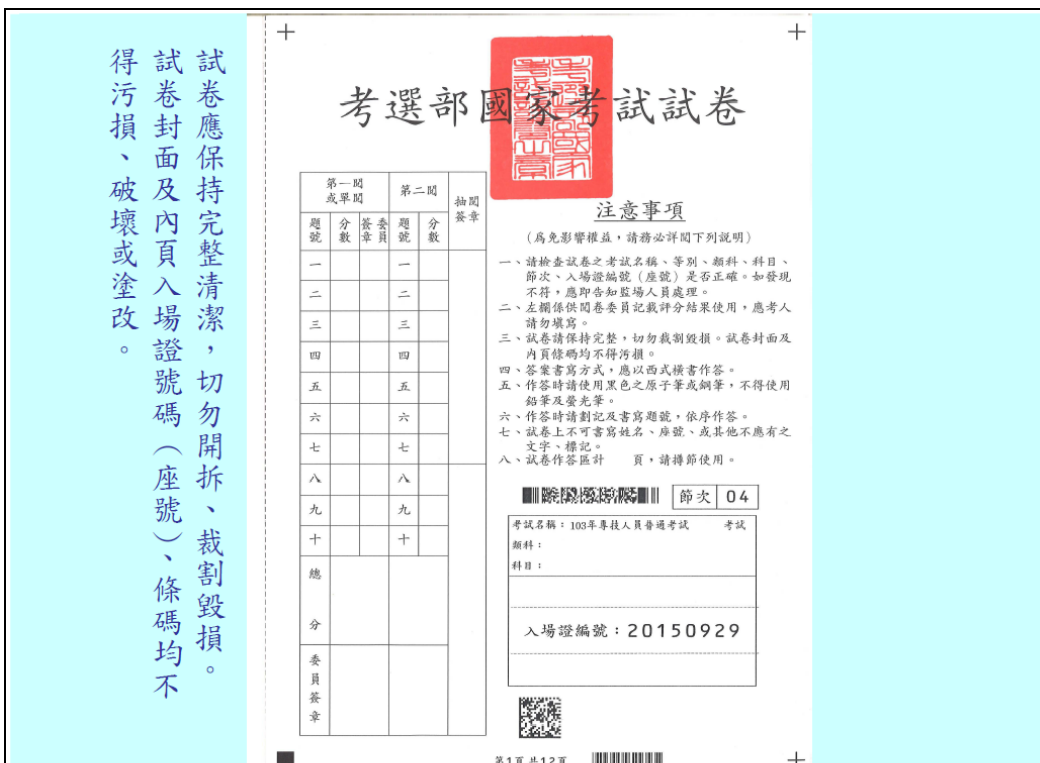 試卷應保持完整清潔，切勿開拆、裁割毀損。
試卷封面及內頁入場證號碼（座號）、條碼均不
得污損、破壞或塗改。
考選部國家考試試卷
第一閱
或單閱
第二閱
抽閱
簽章
題號
分數
委員簽章
題號
分數
一 一
二 二
三 三
四 四
五 五
六 六
七 七
八 八
九 九
十 十
總分
委員簽章
注意事項
（為免影響權益，請務必詳閱下列說明）
一、請檢查試卷之考試名稱、等別、類科、科目、
節次、入場證編號（座號）是否正確。如發現
不符，應即告知監場人員處理。
二、左欄係供閱卷委員記載評分結果使用，應考人
請勿填寫。
三、試卷請保持完整，切勿裁割毀損。試卷封面及
內頁條碼均不得污損。
四、答案書寫方式，應以西式橫書作答。
五、作答時請使用黑色之原子筆或鋼筆，不得使用
鉛筆及螢光筆。
六、作答時請劃記及書寫題號，依序作答。
七、試卷上不可書寫姓名、座號、或其他不應有之
文字、標記。
八、試卷作答區計　　頁，請撙節使用。
節次 04
考試名稱：103年專技人員普通考試　　考試
類科：
科目：
入場證編號：20150929
第1頁 共12頁